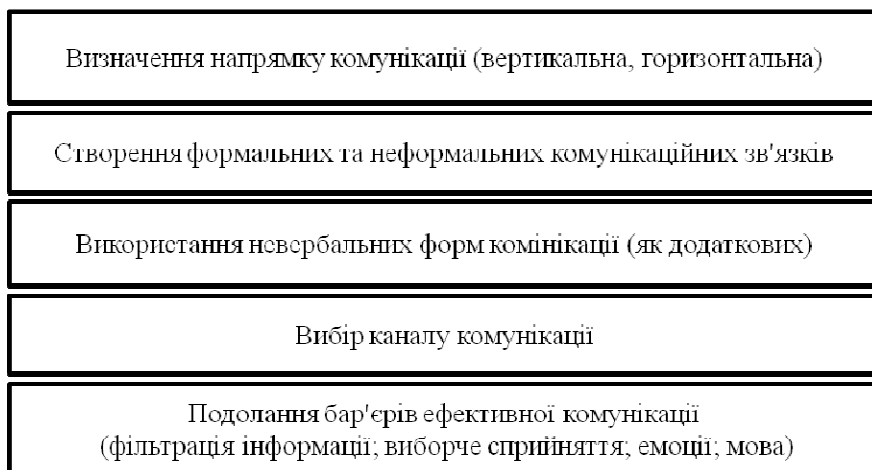 Визначення напрямку комунікації (вертикальна, горизонтальна)
Створення формальних та неформальних комунікаційних зв'язків
Використання невербальних форм комінікації (як додаткових)
Вибір каналу комунікації
Подолання бар'єрів ефективної комунікації
(фільтрація інформації; виборче сприйняття; емоції; мова)